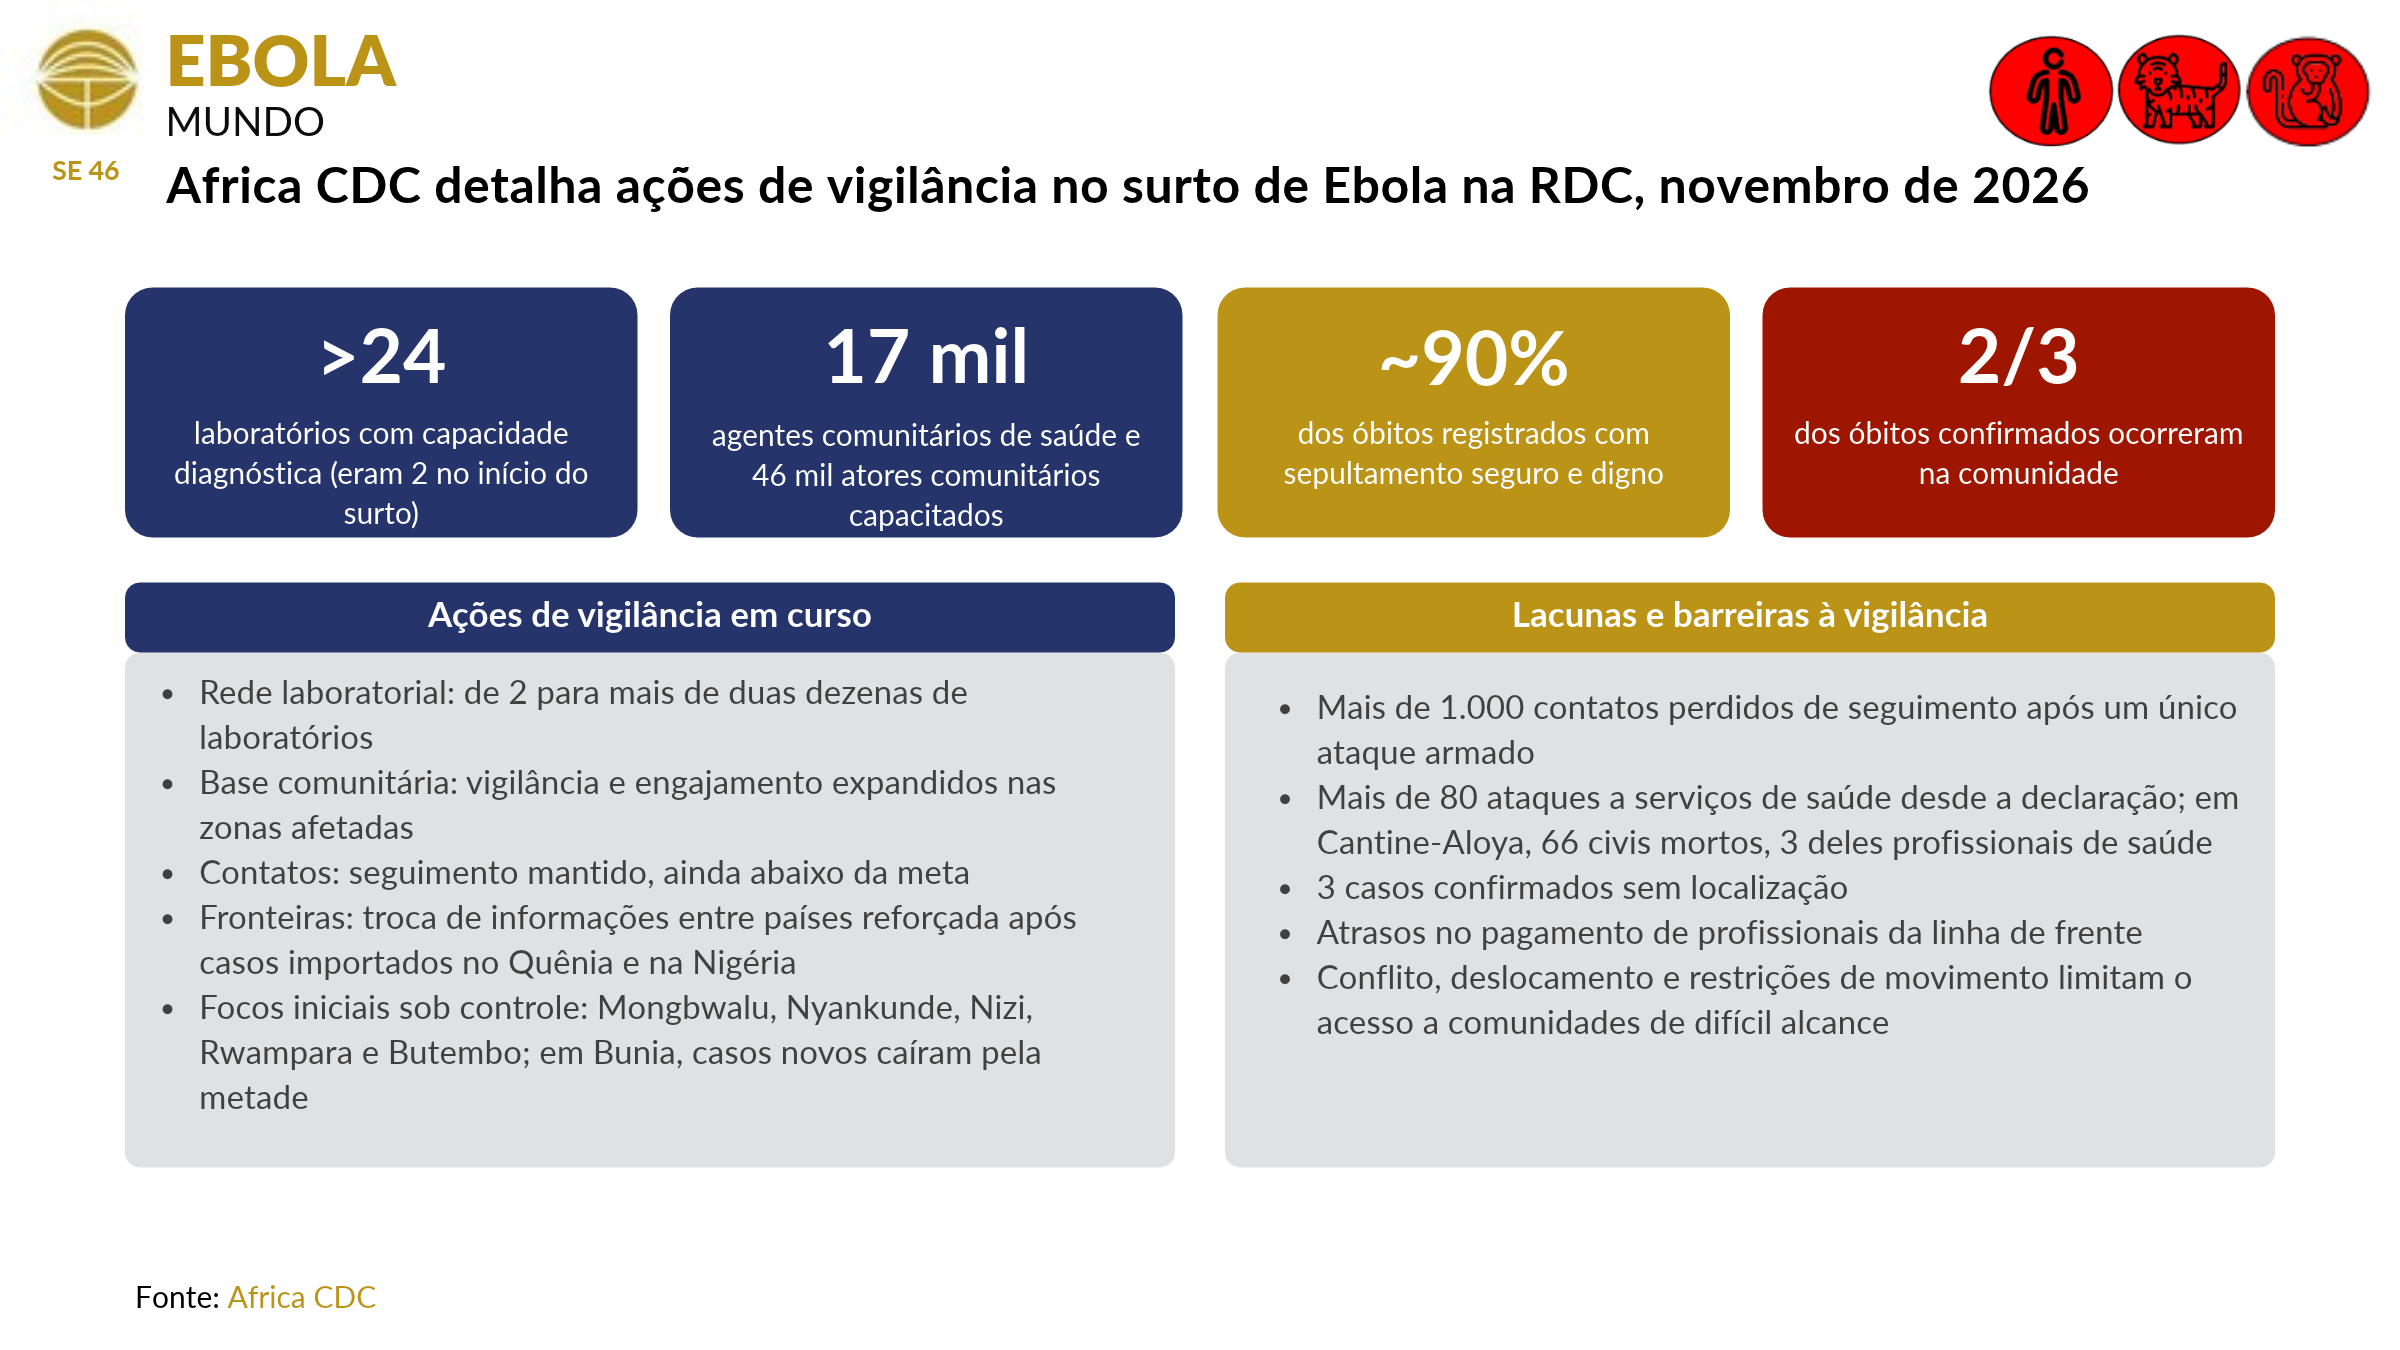 EBOLA
MUNDO
SE 46
Africa CDC detalha ações de vigilância no surto de Ebola na RDC, novembro de 2026
>24
laboratórios com capacidade
diagnóstica (eram 2 no início do
surto)
17 mil
agentes comunitários de saúde e
46 mil atores comunitários
capacitados
~90%
dos óbitos registrados com
sepultamento seguro e digno
2/3
dos óbitos confirmados ocorreram
na comunidade
Ações de vigilância em curso
• Rede laboratorial: de 2 para mais de duas dezenas de
laboratórios
• Base comunitária: vigilância e engajamento expandidos nas
zonas afetadas
• Contatos: seguimento mantido, ainda abaixo da meta
• Fronteiras: troca de informações entre países reforçada após
casos importados no Quênia e na Nigéria
• Focos iniciais sob controle: Mongbwalu, Nyankunde, Nizi,
Rwampara e Butembo; em Bunia, casos novos caíram pela
metade
Lacunas e barreiras à vigilância
• Mais de 1.000 contatos perdidos de seguimento após um único
ataque armado
• Mais de 80 ataques a serviços de saúde desde a declaração; em
Cantine-Aloya, 66 civis mortos, 3 deles profissionais de saúde
• 3 casos confirmados sem localização
• Atrasos no pagamento de profissionais da linha de frente
• Conflito, deslocamento e restrições de movimento limitam o
acesso a comunidades de difícil alcance
Fonte: Africa CDC